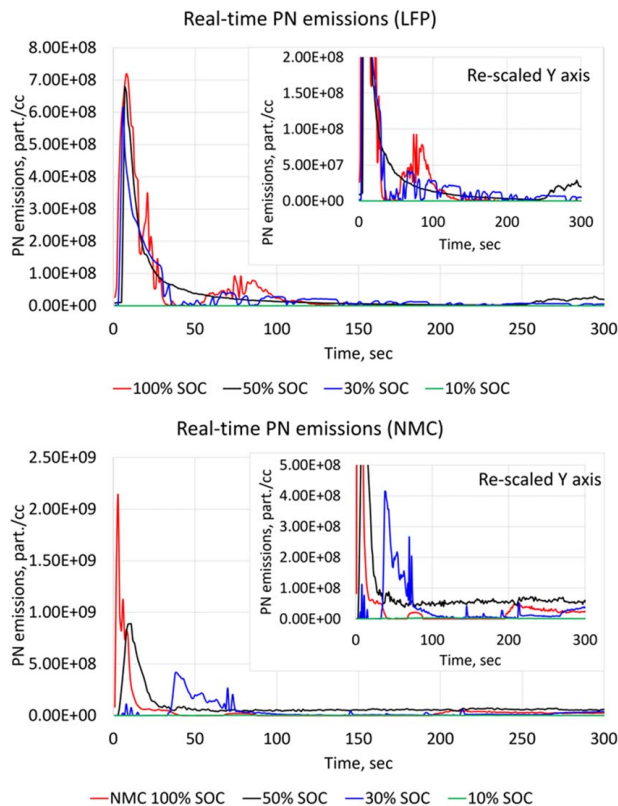 Real-time PN emissions (LFP)
PN emissions, part./cc
8.00E+08
7.00E+08
6.00E+08
5.00E+08
4.00E+08
3.00E+08
2.00E+08
1.00E+08
0.00E+00
0 50 100 150 200 250 300
Time, sec
Re-scaled Y axis
PN emissions, part./cc
2.00E+08
1.50E+08
1.00E+08
5.00E+07
0.00E+00
0 100 200 300
Time, sec
100% SOC 50% SOC 30% SOC 10% SOC
Real-time PN emissions (NMC)
PN emissions, part./cc
2.50E+09
2.00E+09
1.50E+09
1.00E+09
5.00E+08
0.00E+00
0 50 100 150 200 250 300
Time, sec
Re-scaled Y axis
PN emissions, part./cc
5.00E+08
4.00E+08
3.00E+08
2.00E+08
1.00E+08
0.00E+00
0 100 200 300
Time, sec
NMC 100% SOC 50% SOC 30% SOC 10% SOC